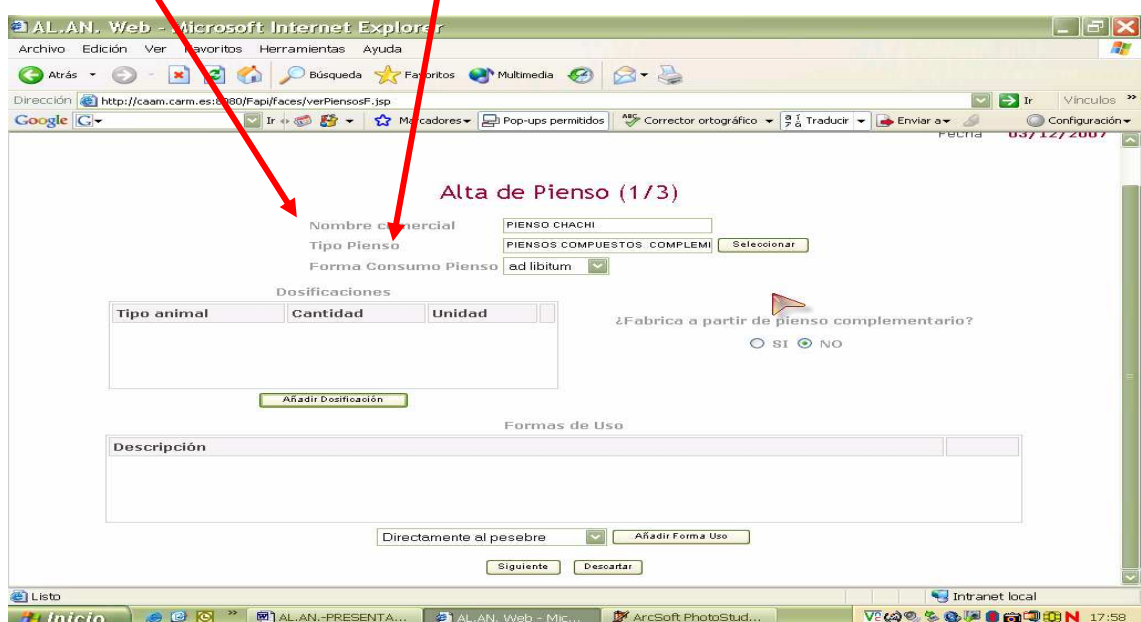 AL.AN. Web - Microsoft Internet Explorer
Archivo Edición Ver Favoritos Herramientas Ayuda
Atrás Búsqueda Favoritos Multimedia
Dirección http://caam.carm.es:8080/Fapi/faces/verPiensosF.jsp Ir Vínculos »
Google G Ir Marcadores Pop-ups permitidos ABC Corrector ortográfico Traducir Enviar a Configuración
Fecha 03/12/2007
Alta de Pienso (1/3)
Nombre comercial PIENSO CHACHI
Tipo Pienso PIENSOS COMPUESTOS COMPLEMI Seleccionar
Forma Consumo Pienso ad libitum
Dosificaciones
Tipo animal Cantidad Unidad
¿Fabrica a partir de pienso complementario?
SI NO
Añadir Dosificación
Formas de Uso
Descripción
Directamente al pesebre Añadir Forma Uso
Siguiente Descartar
Listo Intranet local
Inicio » AL.AN.-PRESENTA... AL.AN. Web - Mic... ArcSoft PhotoStud... 17:58